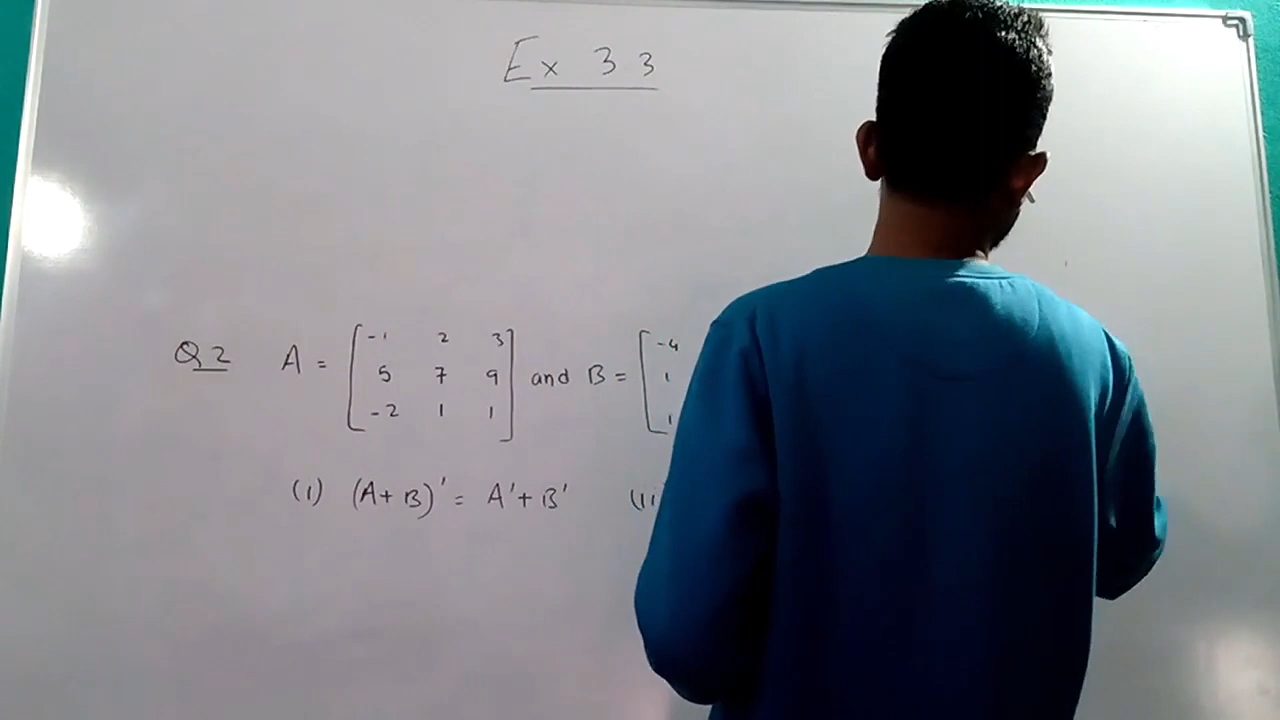 Ex 3 3
Q2 A = [ -1 2 3 ] and B = [ -4
5 7 9 1
-2 1 1 1
(i) (A+B)' = A'+B' (ii